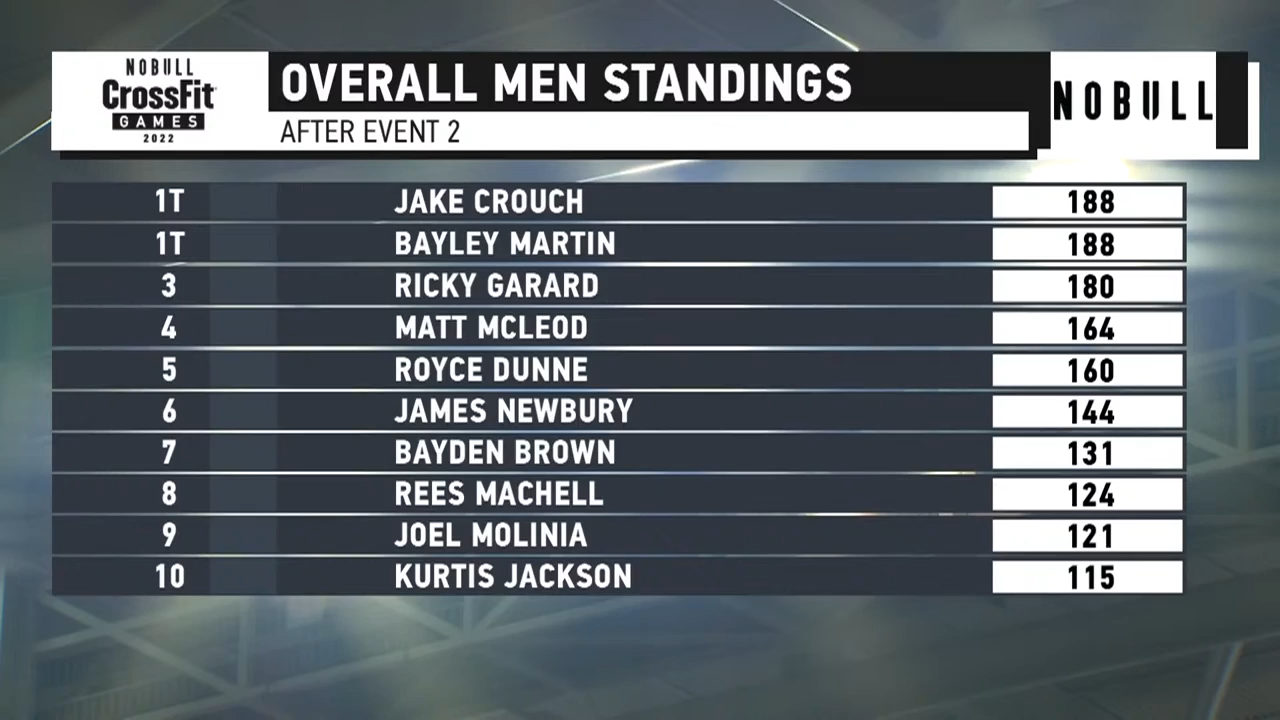 NOBULL
CrossFit
GAMES
2022
OVERALL MEN STANDINGS
AFTER EVENT 2
NOBULL
1T JAKE CROUCH 188
1T BAYLEY MARTIN 188
3 RICKY GARARD 180
4 MATT MCLEOD 164
5 ROYCE DUNNE 160
6 JAMES NEWBURY 144
7 BAYDEN BROWN 131
8 REES MACHELL 124
9 JOEL MOLINIA 121
10 KURTIS JACKSON 115